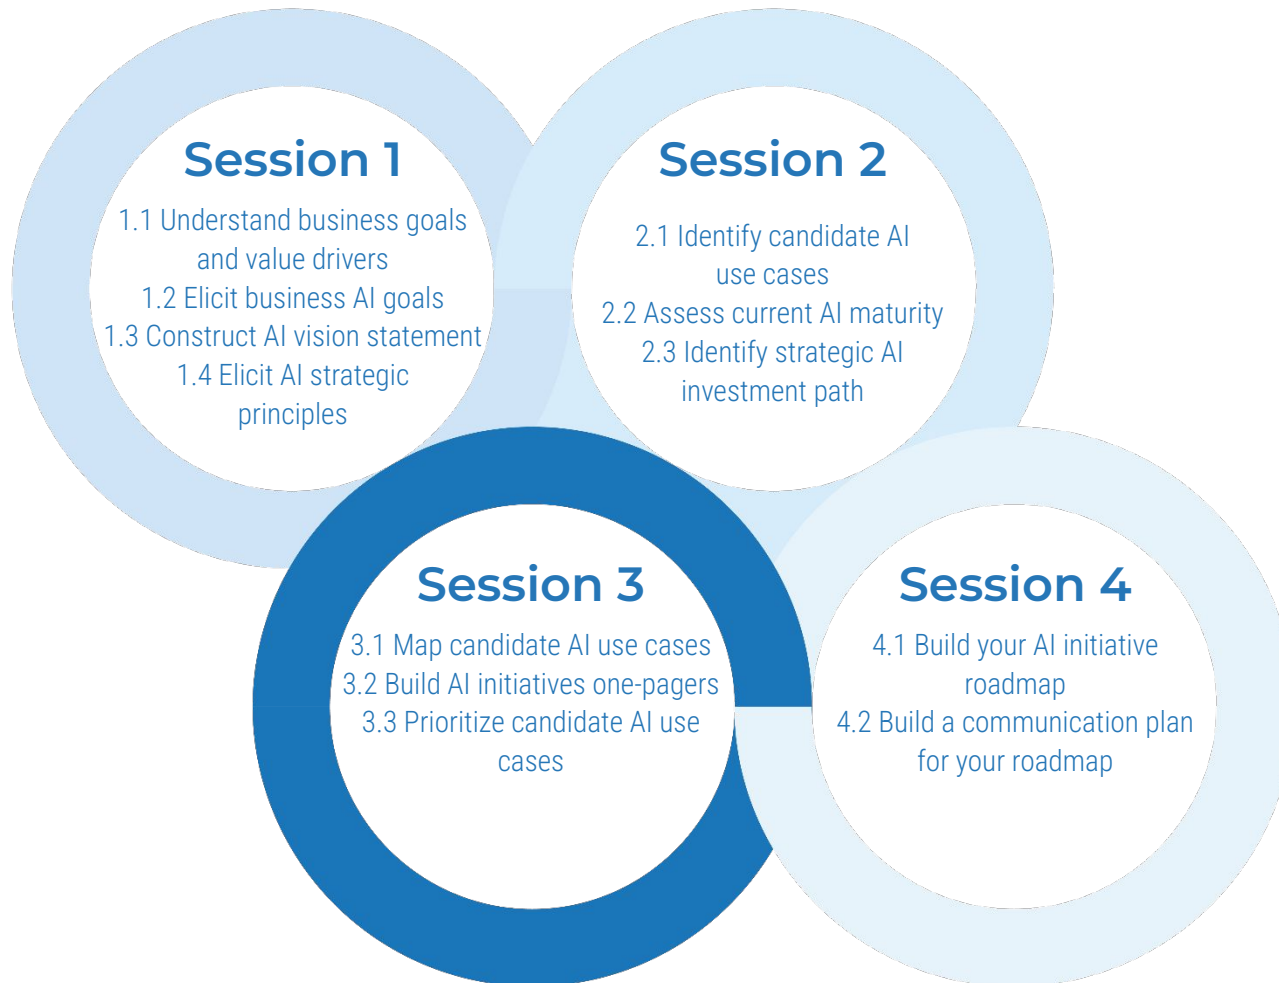 Session 1
1.1 Understand business goals
and value drivers
1.2 Elicit business AI goals
1.3 Construct AI vision statement
1.4 Elicit AI strategic
principles
Session 2
2.1 Identify candidate AI
use cases
2.2 Assess current AI maturity
2.3 Identify strategic AI
investment path
Session 3
3.1 Map candidate AI use cases
3.2 Build AI initiatives one-pagers
3.3 Prioritize candidate AI use
cases
Session 4
4.1 Build your AI initiative
roadmap
4.2 Build a communication plan
for your roadmap